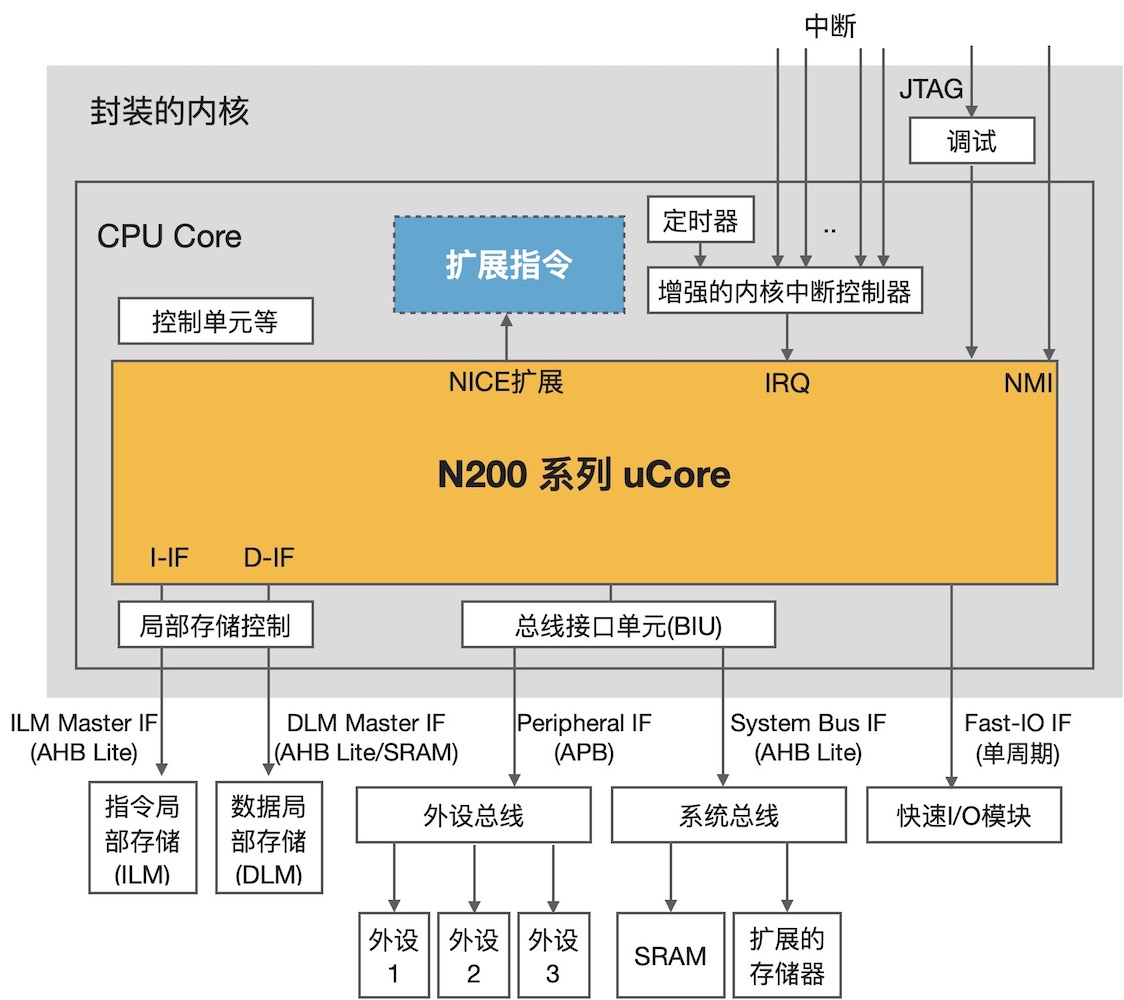 中断
封装的内核
JTAG
调试
CPU Core
定时器
..
扩展指令
增强的内核中断控制器
控制单元等
NICE扩展
IRQ
NMI
N200 系列 uCore
I-IF
D-IF
局部存储控制
总线接口单元(BIU)
ILM Master IF
(AHB Lite)
DLM Master IF
(AHB Lite/SRAM)
Peripheral IF
(APB)
System Bus IF
(AHB Lite)
Fast-IO IF
(单周期)
指令局
部存储
(ILM)
数据局
部存储
(DLM)
外设总线
系统总线
快速I/O模块
外设
1
外设
2
外设
3
SRAM
扩展的
存储器